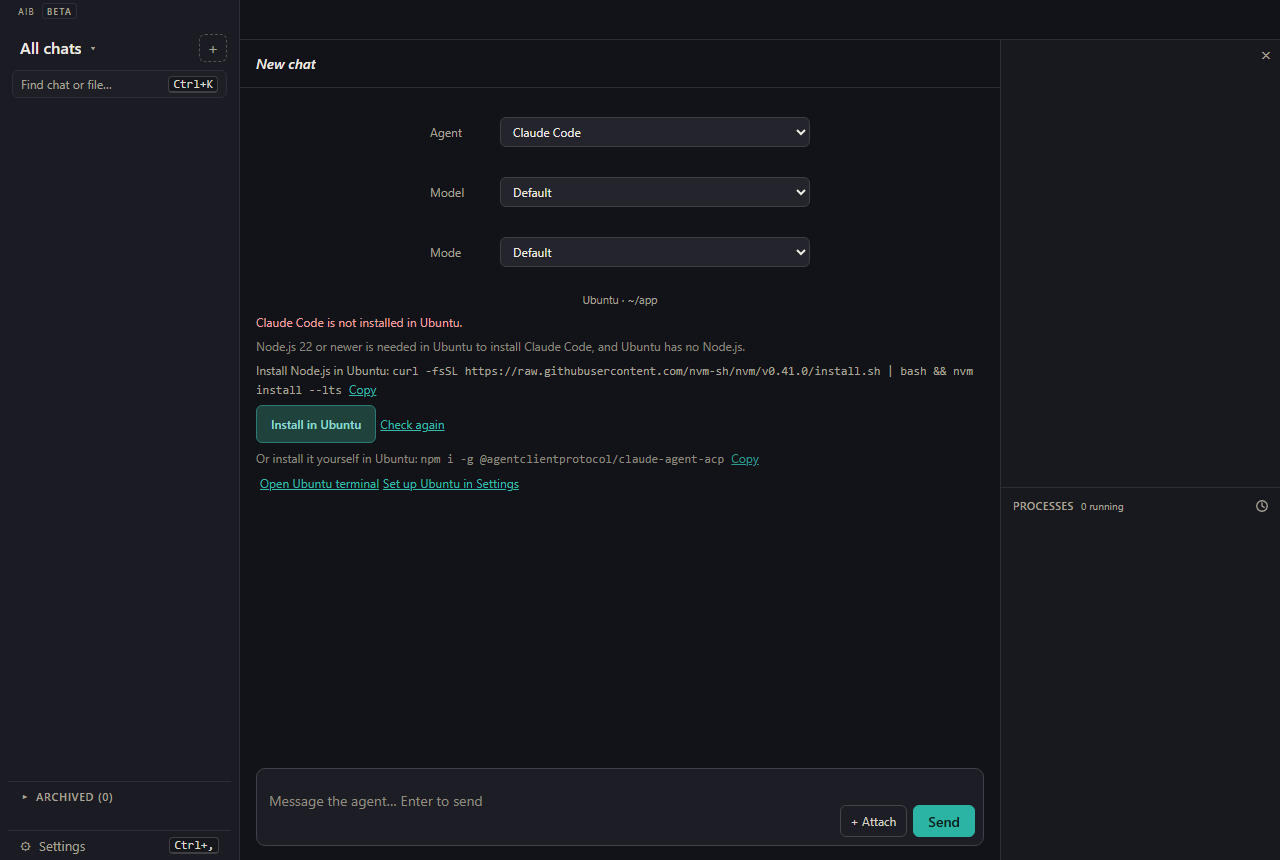 AIB BETA
All chats
+
Find chat or file... Ctrl+K
New chat
Agent Claude Code
Model Default
Mode Default
Ubuntu · ~/app
Claude Code is not installed in Ubuntu.
Node.js 22 or newer is needed in Ubuntu to install Claude Code, and Ubuntu has no Node.js.
Install Node.js in Ubuntu: curl -fsSL https://raw.githubusercontent.com/nvm-sh/nvm/v0.41.0/install.sh | bash && nvm
install --lts Copy
Install in Ubuntu Check again
Or install it yourself in Ubuntu: npm i -g @agentclientprotocol/claude-agent-acp Copy
Open Ubuntu terminal Set up Ubuntu in Settings
PROCESSES 0 running
ARCHIVED (0)
Settings Ctrl+,
Message the agent... Enter to send
+ Attach Send